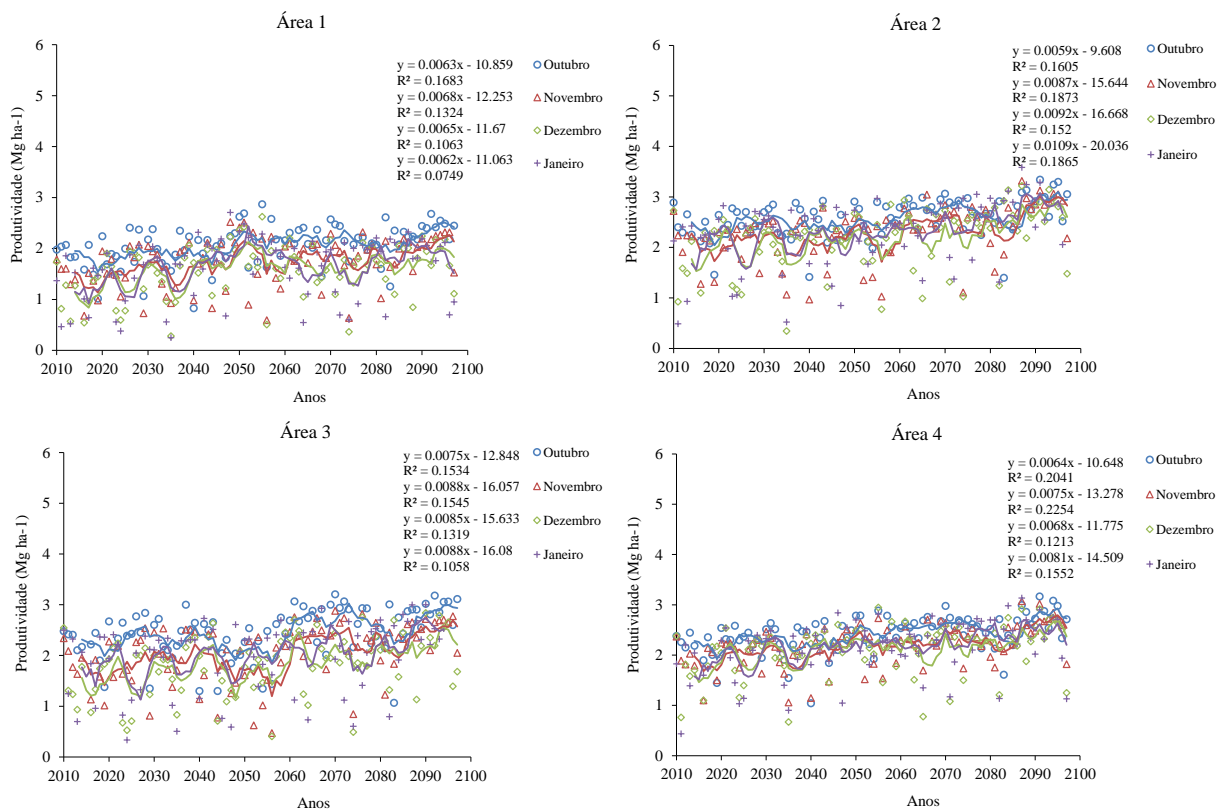 Área 1
Produtividade (Mg ha-1)
6
5
4
3
2
1
0
y = 0.0063x - 10.859
R² = 0.1683
y = 0.0068x - 12.253
R² = 0.1324
y = 0.0065x - 11.67
R² = 0.1063
y = 0.0062x - 11.063
R² = 0.0749
Outubro
Novembro
Dezembro
Janeiro
2010 2020 2030 2040 2050 2060 2070 2080 2090 2100
Anos
Área 2
Produtividade (Mg ha-1)
6
5
4
3
2
1
0
y = 0.0059x - 9.608
R² = 0.1605
y = 0.0087x - 15.644
R² = 0.1873
y = 0.0092x - 16.668
R² = 0.152
y = 0.0109x - 20.036
R² = 0.1865
Outubro
Novembro
Dezembro
Janeiro
2010 2020 2030 2040 2050 2060 2070 2080 2090 2100
Anos
Área 3
Produtividade (Mg ha-1)
6
5
4
3
2
1
0
y = 0.0075x - 12.848
R² = 0.1534
y = 0.0088x - 16.057
R² = 0.1545
y = 0.0085x - 15.633
R² = 0.1319
y = 0.0088x - 16.08
R² = 0.1058
Outubro
Novembro
Dezembro
Janeiro
2010 2020 2030 2040 2050 2060 2070 2080 2090 2100
Anos
Área 4
Produtividade (Mg ha-1)
6
5
4
3
2
1
0
y = 0.0064x - 10.648
R² = 0.2041
y = 0.0075x - 13.278
R² = 0.2254
y = 0.0068x - 11.775
R² = 0.1213
y = 0.0081x - 14.509
R² = 0.1552
Outubro
Novembro
Dezembro
Janeiro
2010 2020 2030 2040 2050 2060 2070 2080 2090 2100
Anos